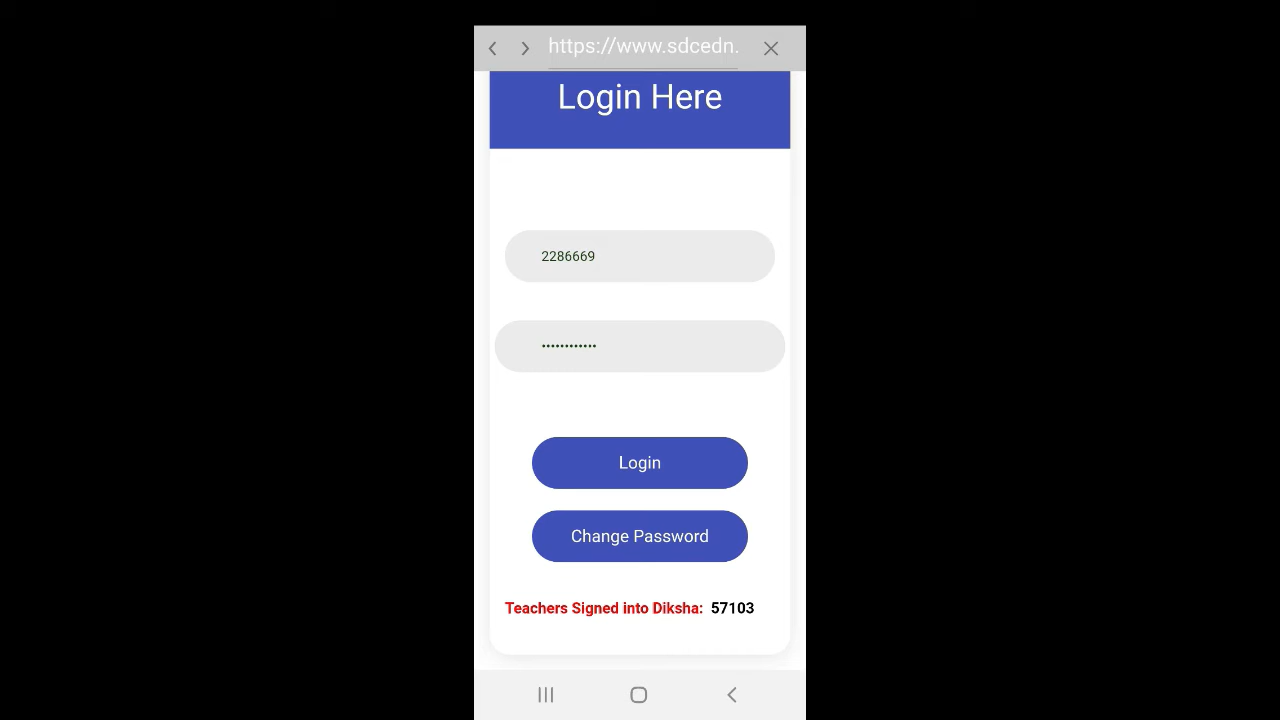 https://www.sdcedn.
Login Here
2286669
••••••••••••
Login
Change Password
Teachers Signed into Diksha: 57103